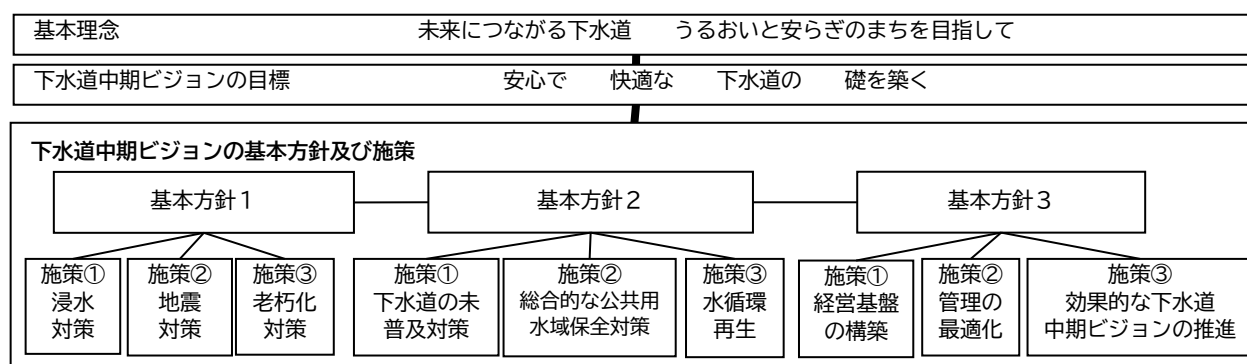 基本理念 未来につながる下水道 うるおいと安らぎのまちを目指して
下水道中期ビジョンの目標 安心で 快適な 下水道の 礎を築く
下水道中期ビジョンの基本方針及び施策
基本方針1
基本方針2
基本方針3
施策①
浸水
対策
施策②
地震
対策
施策③
老朽化
対策
施策①
下水道の未
普及対策
施策②
総合的な公共用
水域保全対策
施策③
水循環
再生
施策①
経営基盤
の構築
施策②
管理の
最適化
施策③
効果的な下水道
中期ビジョンの推進